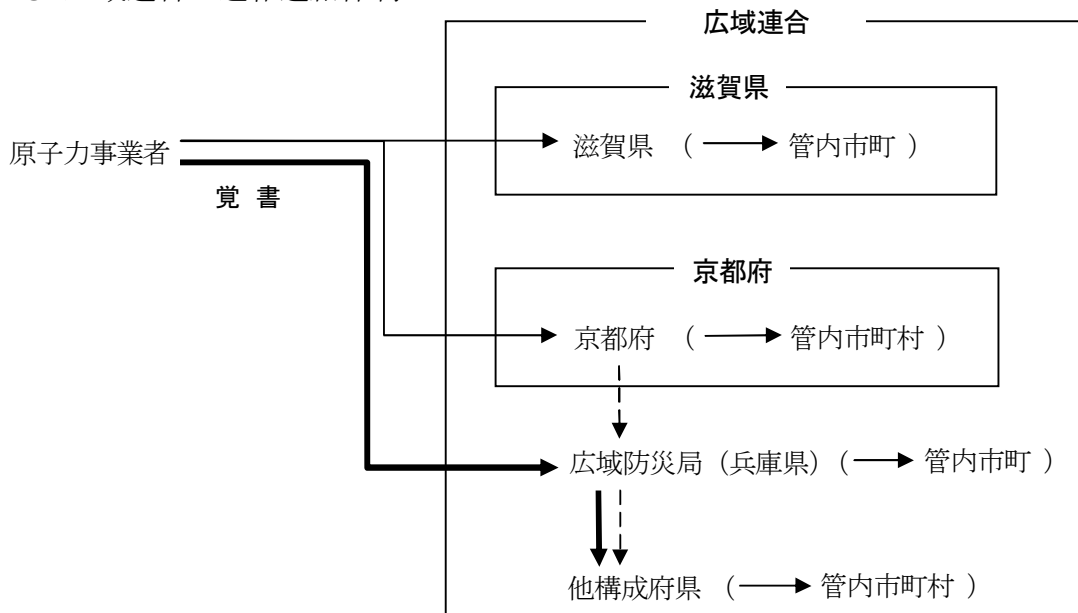 広域連合
滋賀県
原子力事業者
滋賀県 ( → 管内市町 )
覚 書
京都府
京都府 ( → 管内市町村 )
広域防災局(兵庫県)( → 管内市町 )
他構成府県 ( → 管内市町村 )